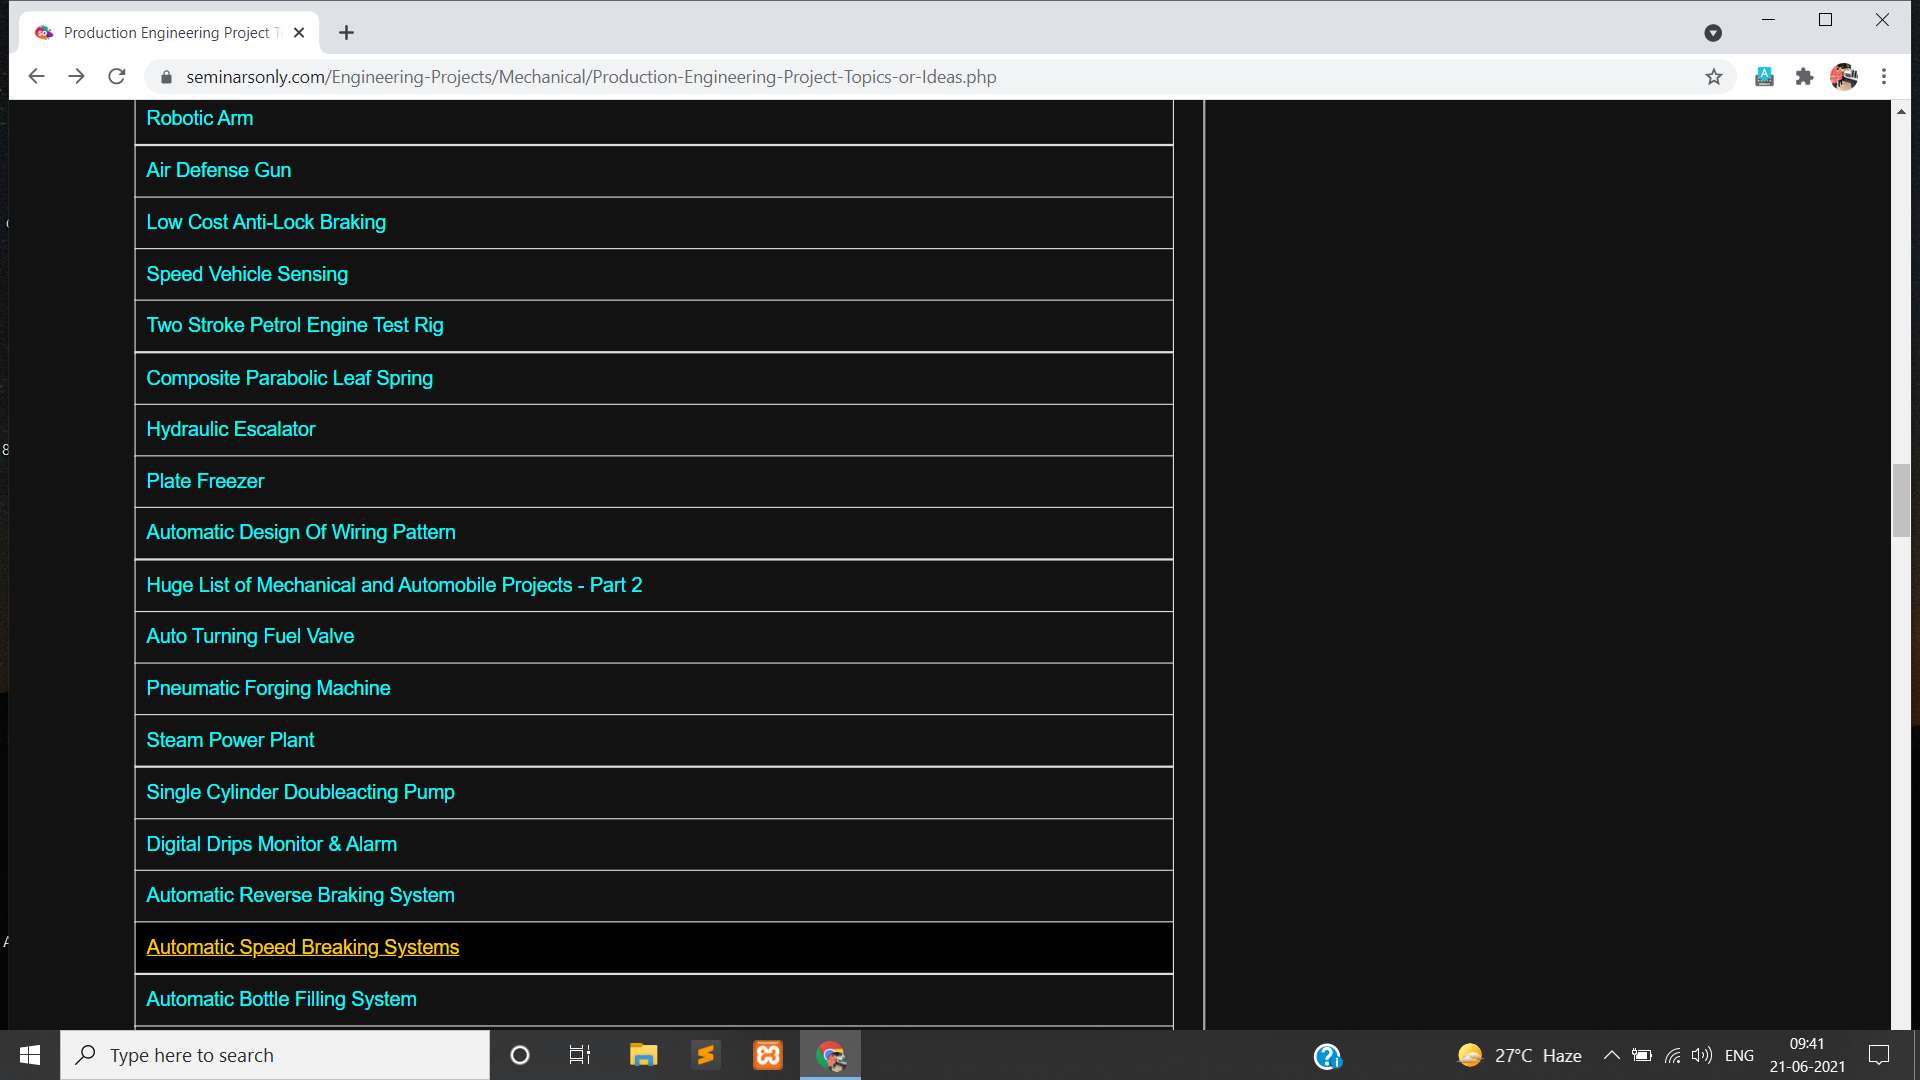 Production Engineering Project T
seminarsonly.com/Engineering-Projects/Mechanical/Production-Engineering-Project-Topics-or-Ideas.php
Robotic Arm
Air Defense Gun
Low Cost Anti-Lock Braking
Speed Vehicle Sensing
Two Stroke Petrol Engine Test Rig
Composite Parabolic Leaf Spring
Hydraulic Escalator
8
Plate Freezer
Automatic Design Of Wiring Pattern
Huge List of Mechanical and Automobile Projects - Part 2
Auto Turning Fuel Valve
Pneumatic Forging Machine
Steam Power Plant
Single Cylinder Doubleacting Pump
Digital Drips Monitor & Alarm
Automatic Reverse Braking System
Automatic Speed Breaking Systems
Automatic Bottle Filling System
Type here to search
27°C Haze
ENG
09:41
21-06-2021